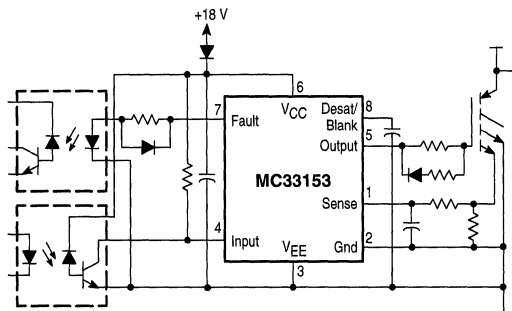 +18 V
6
7
VCC
Desat/
Blank
8
Fault
5
Output
MC33153
Sense
1
4
Input
VEE
Gnd
2
3